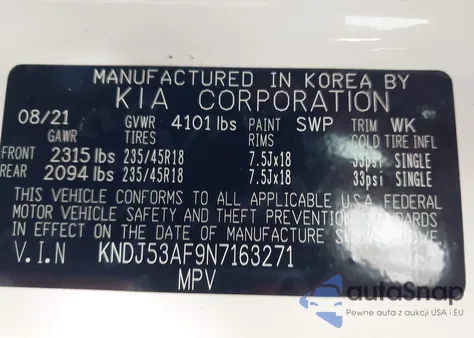 MANUFACTURED IN KOREA BY
KIA CORPORATION
08/21 GVWR 4101 lbs PAINT SWP TRIM WK
GAWR TIRES RIMS COLD TIRE INFL
FRONT 2315 lbs 235/45R18 7.5Jx18 33psi SINGLE
REAR 2094 lbs 235/45R18 7.5Jx18 33psi SINGLE
THIS VEHICLE CONFORMS TO ALL APPLICABLE U.S.A. FEDERAL
MOTOR VEHICLE SAFETY AND THEFT PREVENTION STANDARDS
IN EFFECT ON THE DATE OF MANUFACTURE SHOWN ABOVE.
V.I.N KNDJ53AF9N7163271
MPV
autoSnap
Pewne auta z aukcji USA i EU